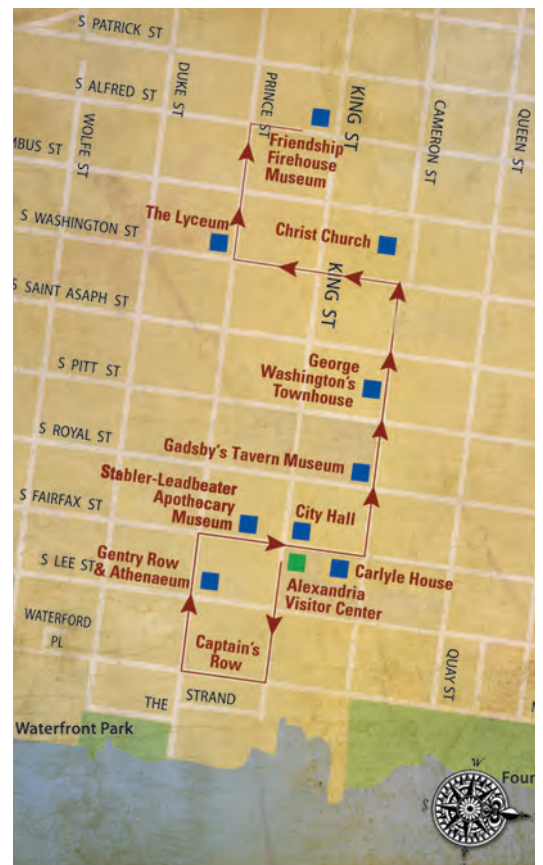 S PATRICK ST
S ALFRED ST
DUKE ST
PRINCE ST
KING ST
CAMERON ST
QUEEN ST
WOLFE ST
MBUS ST
Friendship
Firehouse
Museum
S WASHINGTON ST
The Lyceum
Christ Church
KING ST
S SAINT ASAPH ST
S PITT ST
George
Washington's
Townhouse
S ROYAL ST
Gadsby's Tavern Museum
Stabler-Leadbeater
Apothecary
Museum
S FAIRFAX ST
City Hall
S LEE ST
Gentry Row
& Athenaeum
Carlyle House
Alexandria
Visitor Center
WATERFORD
PL
Captain's
Row
QUAY ST
THE STRAND
Waterfront Park
Foun
W
S
E